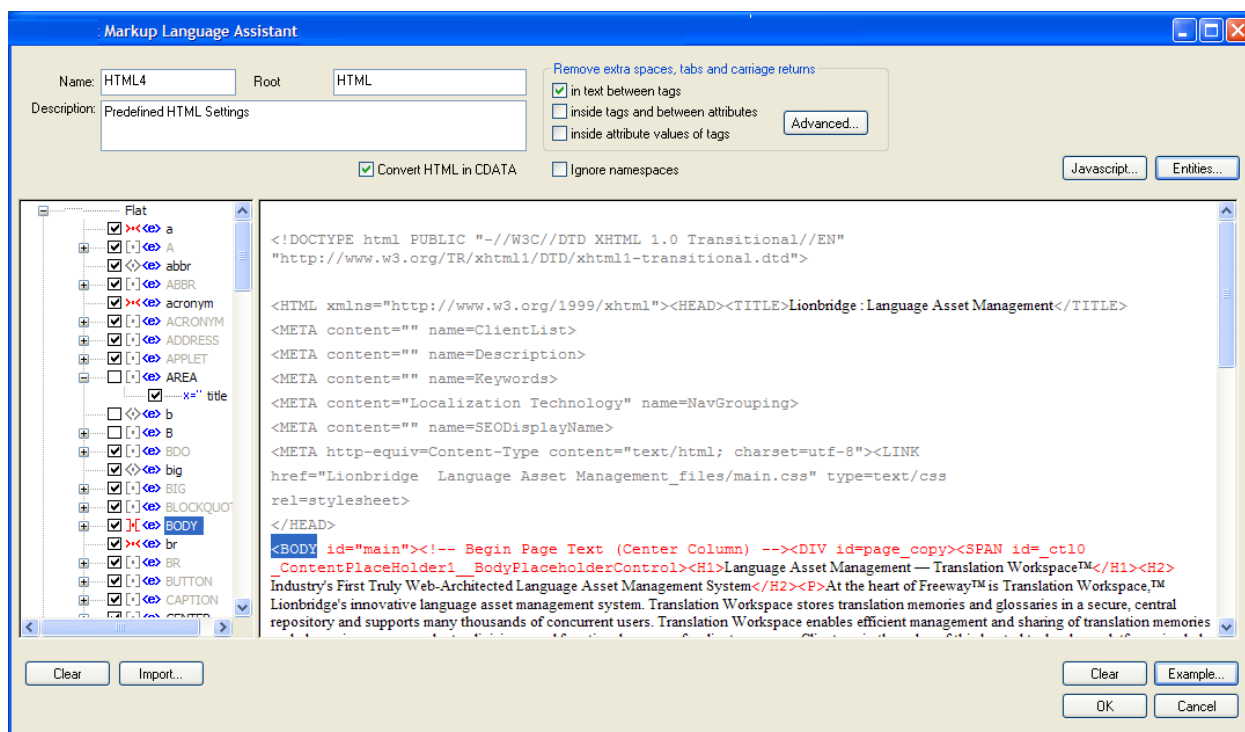 : Markup Language Assistant
Name: HTML4 Root HTML
Description: Predefined HTML Settings
Remove extra spaces, tabs and carriage returns
in text between tags
inside tags and between attributes
inside attribute values of tags
Advanced...
Convert HTML in CDATA
Ignore namespaces
Javascript...
Entities...
Flat
<e> a
<e> A
<e> abbr
<e> ABBR
<e> acronym
<e> ACRONYM
<e> ADDRESS
<e> APPLET
<e> AREA
x='' title
<e> b
<e> B
<e> BDO
<e> big
<e> BIG
<e> BLOCKQUO
<e> BODY
<e> br
<e> BR
<e> BUTTON
<e> CAPTION
<e> CENTER
<!DOCTYPE html PUBLIC "-//W3C//DTD XHTML 1.0 Transitional//EN"
"http://www.w3.org/TR/xhtml1/DTD/xhtml1-transitional.dtd">
<HTML xmlns="http://www.w3.org/1999/xhtml"><HEAD><TITLE>Lionbridge : Language Asset Management</TITLE>
<META content="" name=ClientList>
<META content="" name=Description>
<META content="" name=Keywords>
<META content="Localization Technology" name=NavGrouping>
<META content="" name=SEODisplayName>
<META http-equiv=Content-Type content="text/html; charset=utf-8"><LINK
href="Lionbridge  Language Asset Management_files/main.css" type=text/css
rel=stylesheet>
</HEAD>
<BODY id="main"><!-- Begin Page Text (Center Column) --><DIV id=page_copy><SPAN id=_ctl0
_ContentPlaceHolder1__BodyPlaceholderControl><H1>Language Asset Management — Translation Workspace™</H1><H2>
Industry's First Truly Web-Architected Language Asset Management System</H2><P>At the heart of Freeway™ is Translation Workspace,™
Lionbridge's innovative language asset management system. Translation Workspace stores translation memories and glossaries in a secure, central
repository and supports many thousands of concurrent users. Translation Workspace enables efficient management and sharing of translation memories
Clear
Import...
Clear
Example...
OK
Cancel